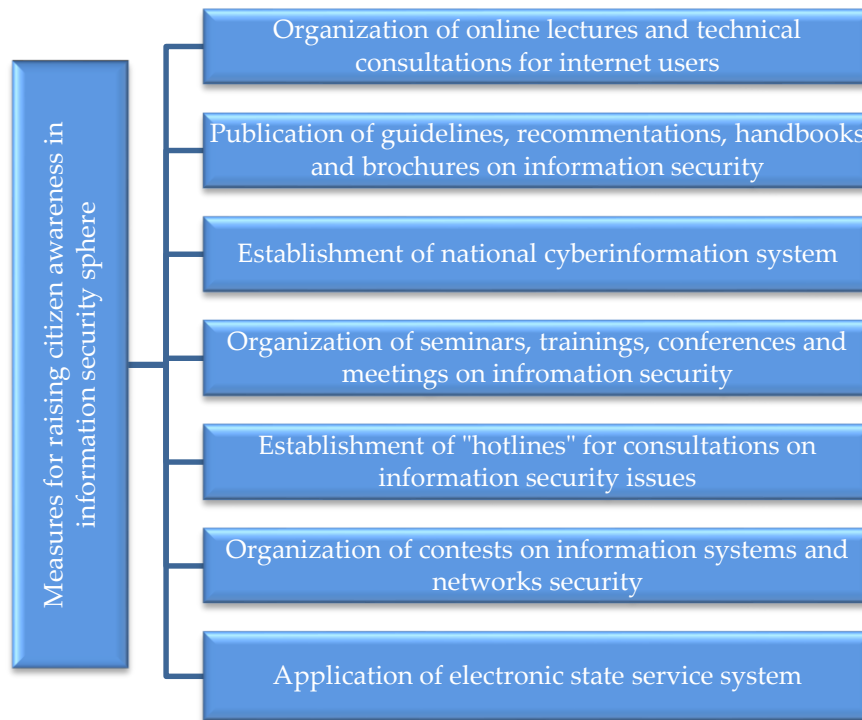 Measures for raising citizen awareness in
information security sphere
Organization of online lectures and technical
consultations for internet users
Publication of guidelines, recommentations, handbooks
and brochures on information security
Establishment of national cyberinformation system
Organization of seminars, trainings, conferences and
meetings on infromation security
Establishment of "hotlines" for consultations on
information security issues
Organization of contests on information systems and
networks security
Application of electronic state service system